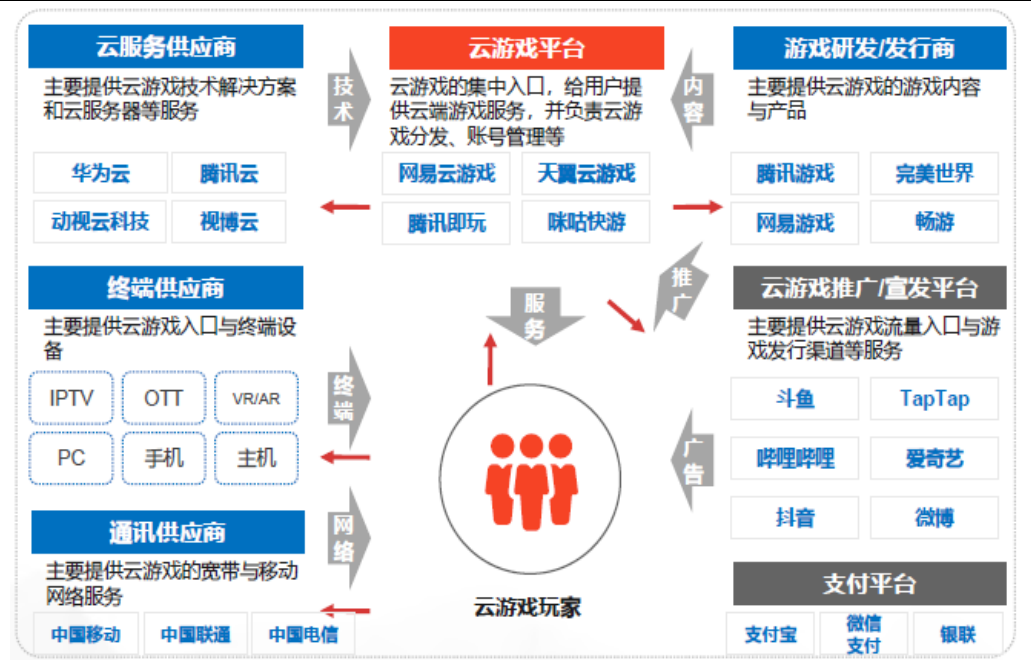 云服务供应商
主要提供云游戏技术解决方案
和云服务器等服务
华为云
腾讯云
动视云科技
视博云
技
术
云游戏平台
云游戏的集中入口，给用户提
供云端游戏服务，并负责云游
戏分发、账号管理等
网易云游戏
天翼云游戏
腾讯即玩
咪咕快游
内
容
游戏研发/发行商
主要提供云游戏的游戏内容
与产品
腾讯游戏
完美世界
网易游戏
畅游
终端供应商
主要提供云游戏入口与终端设
备
IPTV
OTT
VR/AR
PC
手机
主机
终
端
服
务
推
广
云游戏推广/宣发平台
主要提供云游戏流量入口与游
戏发行渠道等服务
斗鱼
TapTap
哔哩哔哩
爱奇艺
抖音
微博
广
告
通讯供应商
主要提供云游戏的宽带与移动
网络服务
中国移动
中国联通
中国电信
网
络
云游戏玩家
支付平台
支付宝
微信
支付
银联